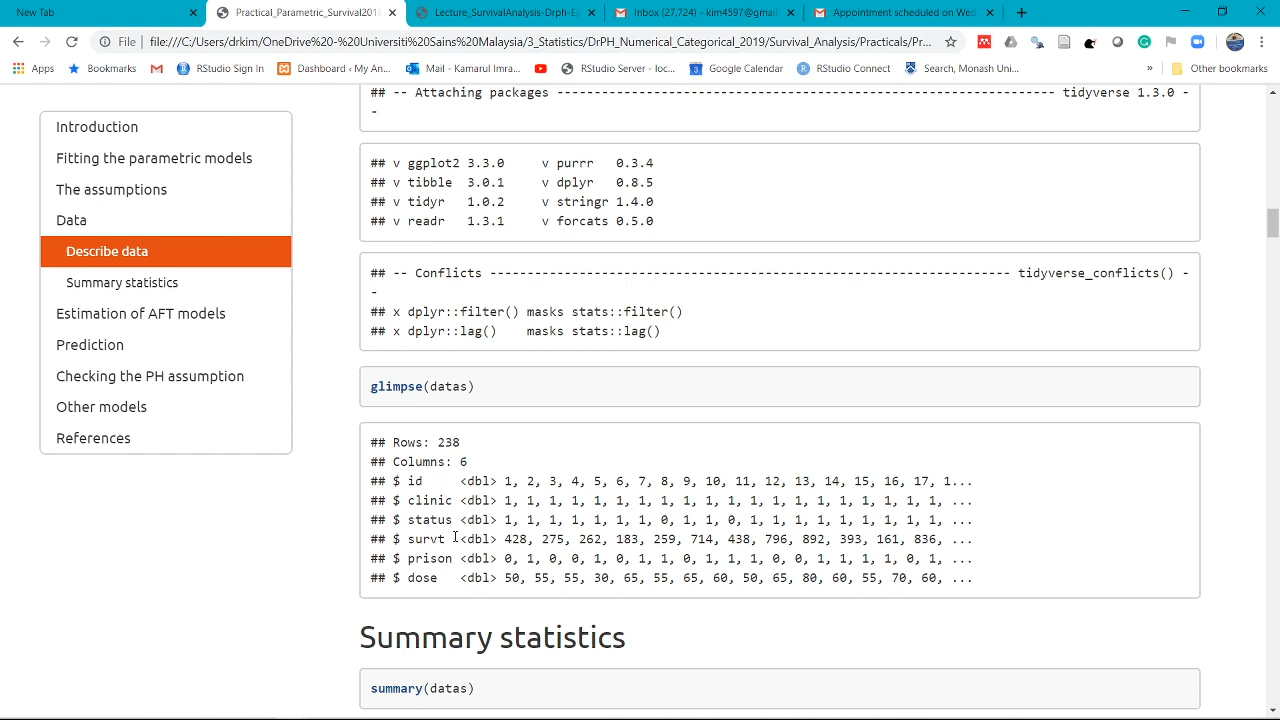 New Tab
Practical_Parametric_Survival2018
Lecture_SurvivalAnalysis-Drph-Ep
Inbox (27,724) - kim4597@gmail.
Appointment scheduled on Wed
File
file:///C:/Users/drkim/OneDrive%20-%20Universiti%20Sains%20Malaysia/3_Statistic/DrPH_Numerical_Categorical_2019/Survival_Analysis/Practicals/Pr...
Apps
Bookmarks
RStudio Sign In
Dashboard ‹ My An...
Mail - Kamarul Imra...
RStudio Server - loc...
Google Calendar
RStudio Connect
Search, Monash Uni...
»
Other bookmarks
Introduction
Fitting the parametric models
The assumptions
Data
Describe data
Summary statistics
Estimation of AFT models
Prediction
Checking the PH assumption
Other models
References
## -- Attaching packages ------------------------------------------------------------------- tidyverse 1.3.0 -
-
## v ggplot2 3.3.0     v purrr   0.3.4
## v tibble  3.0.1     v dplyr   0.8.5
## v tidyr   1.0.2     v stringr 1.4.0
## v readr   1.3.1     v forcats 0.5.0
## -- Conflicts ---------------------------------------------------------------------- tidyverse_conflicts() -
-
## x dplyr::filter() masks stats::filter()
## x dplyr::lag()    masks stats::lag()
glimpse(datas)
## Rows: 238
## Columns: 6
## $ id     <dbl> 1, 2, 3, 4, 5, 6, 7, 8, 9, 10, 11, 12, 13, 14, 15, 16, 17, 1...
## $ clinic <dbl> 1, 1, 1, 1, 1, 1, 1, 1, 1, 1, 1, 1, 1, 1, 1, 1, 1, 1, 1, 1, ...
## $ status <dbl> 1, 1, 1, 1, 1, 1, 1, 0, 1, 1, 0, 1, 1, 1, 1, 1, 1, 1, 1, 1, ...
## $ survt  <dbl> 428, 275, 262, 183, 259, 714, 438, 796, 892, 393, 161, 836, ...
## $ prison <dbl> 0, 1, 0, 0, 1, 0, 1, 1, 0, 1, 1, 1, 0, 0, 1, 1, 1, 1, 0, 1, ...
## $ dose   <dbl> 50, 55, 55, 30, 65, 55, 65, 60, 50, 65, 80, 60, 55, 70, 60, ...
Summary statistics
summary(datas)